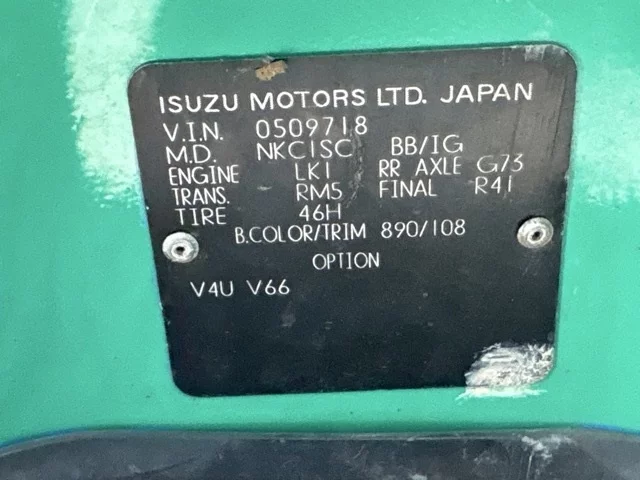 ISUZU MOTORS LTD. JAPAN
V.I.N. 0509718
M.D. NKC1SC BB/IG
ENGINE LK1 RR AXLE G73
TRANS. RM5 FINAL R41
TIRE 46H
B.COLOR/TRIM 890/108
OPTION
V4U V66